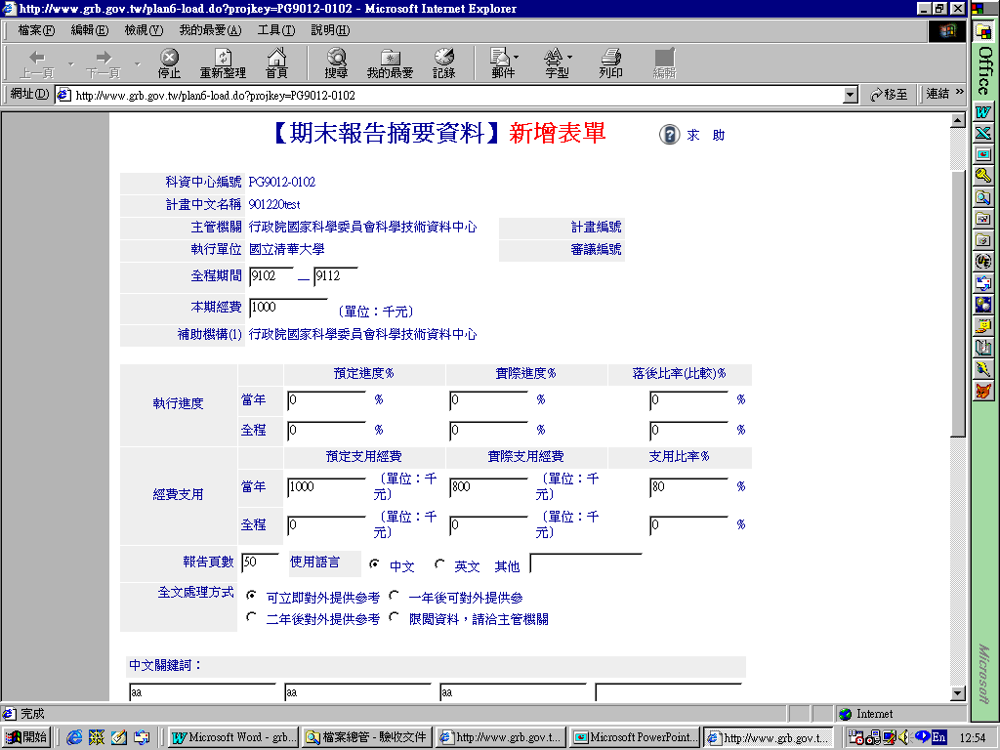 http://www.grb.gov.tw/plan6-load.do?projkey=PG9012-0102 - Microsoft Internet Explorer
檔案(F) 編輯(E) 檢視(V) 我的最愛(A) 工具(T) 說明(H)
上一頁 下一頁 停止 重新整理 首頁 搜尋 我的最愛 記錄 郵件 字型 列印 編輯
網址(D) http://www.grb.gov.tw/plan6-load.do?projkey=PG9012-0102 移至 連結 »
Office
【期末報告摘要資料】新增表單 求 助
科資中心編號 PG9012-0102
計畫中文名稱 901220test
主管機關 行政院國家科學委員會科學技術資料中心 計畫編號
執行單位 國立清華大學 審議編號
全程期間 9102 — 9112
本期經費 1000 (單位:千元)
補助機構(1) 行政院國家科學委員會科學技術資料中心
預定進度% 實際進度% 落後比率(比較)%
執行進度 當年 0 % 0 % 0 %
全程 0 % 0 % 0 %
預定支用經費 實際支用經費 支用比率%
經費支用 當年 1000 (單位:千元) 800 (單位:千元) 80 %
全程 0 (單位:千元) 0 (單位:千元) 0 %
報告頁數 50 使用語言 中文 英文 其他
全文處理方式 可立即對外提供參考 一年後可對外提供參
二年後對外提供參考 限閱資料,請洽主管機關
中文關鍵詞:
aa aa aa
完成 Internet
Microsoft
開始 Microsoft Word - grb... 檔案總管 - 驗收文件 http://www.grb.gov.t... Microsoft PowerPoint... http://www.grb.gov.t... En 12:54